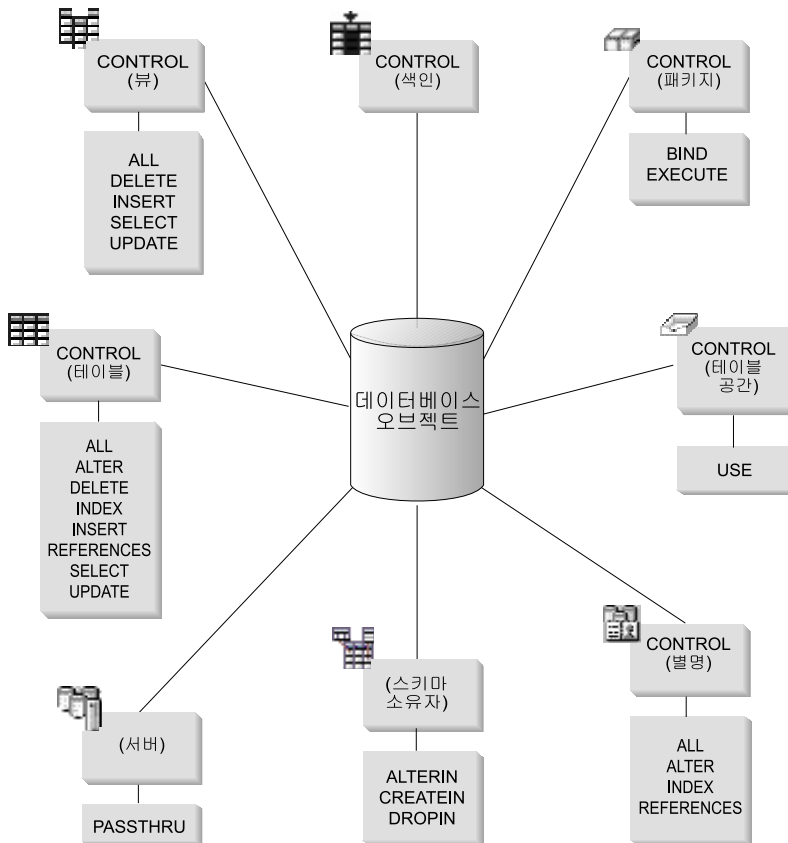 CONTROL
(뷰)
ALL
DELETE
INSERT
SELECT
UPDATE
CONTROL
(색인)
CONTROL
(패키지)
BIND
EXECUTE
CONTROL
(테이블)
ALL
ALTER
DELETE
INDEX
INSERT
REFERENCES
SELECT
UPDATE
데이터베이스
오브젝트
CONTROL
(테이블
공간)
USE
(서버)
PASSTHRU
(스키마
소유자)
ALTERIN
CREATEIN
DROPIN
CONTROL
(별명)
ALL
ALTER
INDEX
REFERENCES